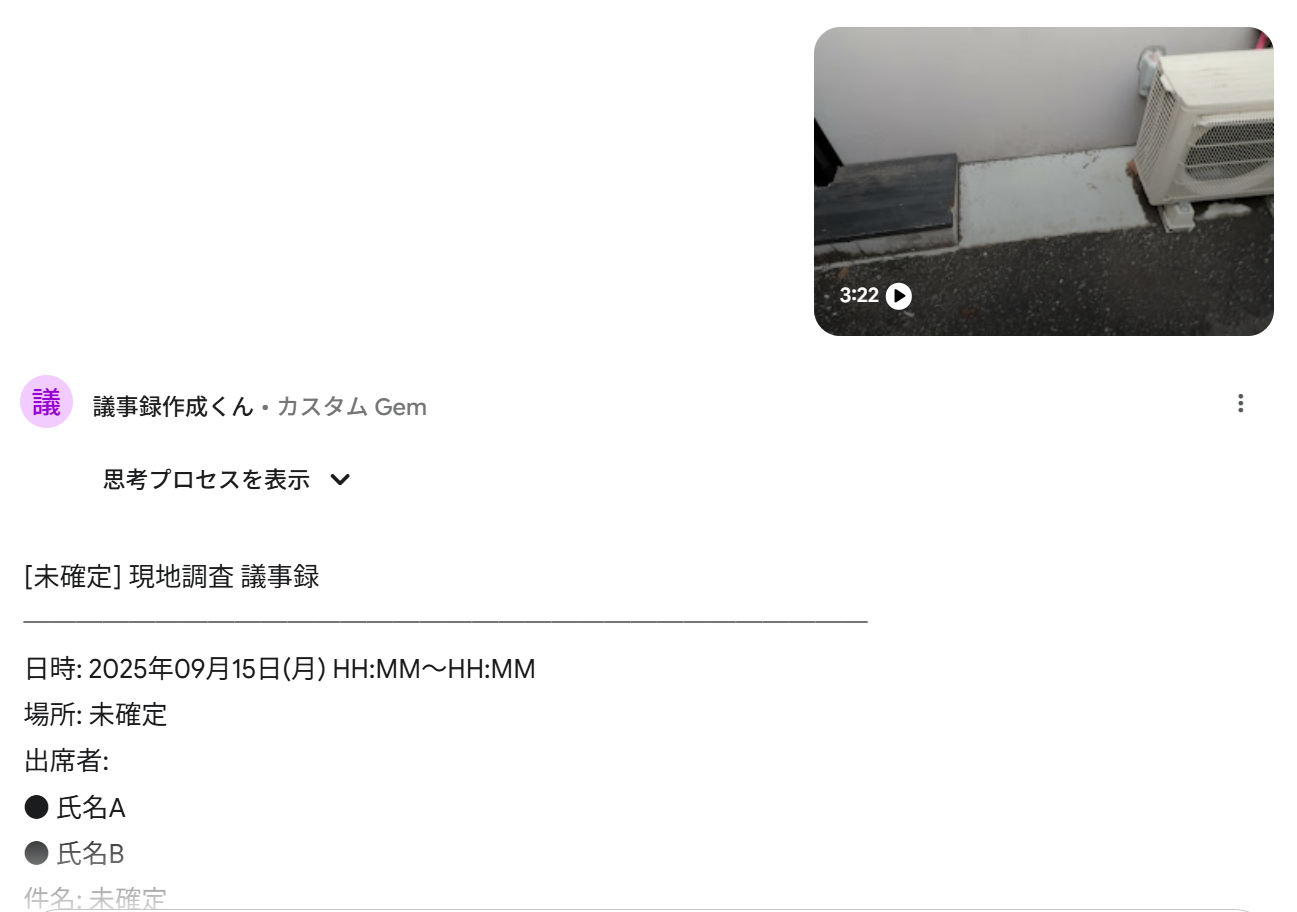 3:22
議
議事録作成くん • カスタム Gem
思考プロセスを表示
[未確定] 現地調査 議事録
日時: 2025年09月15日(月) HH:MM～HH:MM
場所: 未確定
出席者:
● 氏名A
● 氏名B
件名: 未確定